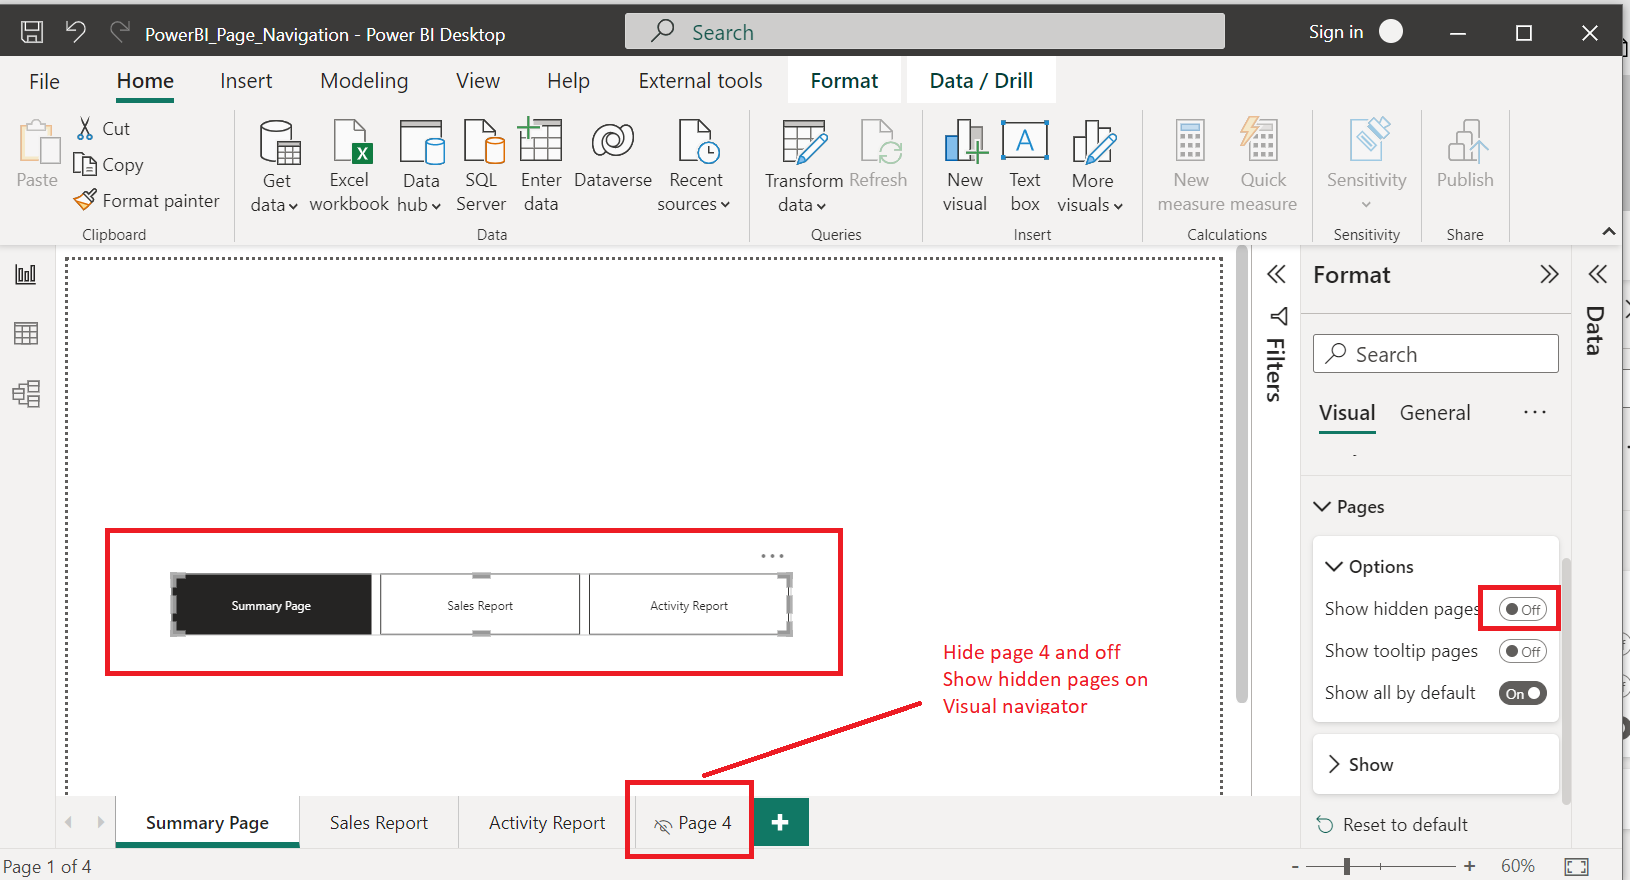 PowerBI_Page_Navigation - Power BI Desktop
Search
Sign in
File
Home
Insert
Modeling
View
Help
External tools
Format
Data / Drill
Paste
Cut
Copy
Format painter
Clipboard
Get
data
Excel
workbook
Data
hub
SQL
Server
Enter
data
Dataverse
Recent
sources
Data
Transform
data
Refresh
Queries
New
visual
A
Text
box
More
visuals
Insert
New
measure
Quick
measure
Calculations
Sensitivity
Sensitivity
Publish
Share
Filters
Format
Search
Visual
General
Pages
Options
Show hidden pages
Off
Show tooltip pages
Off
Show all by default
On
Show
Reset to default
Data
Summary Page
Sales Report
Activity Report
Hide page 4 and off
Show hidden pages on
Visual navigator
Summary Page
Sales Report
Activity Report
Page 4
Page 1 of 4
- +
60%